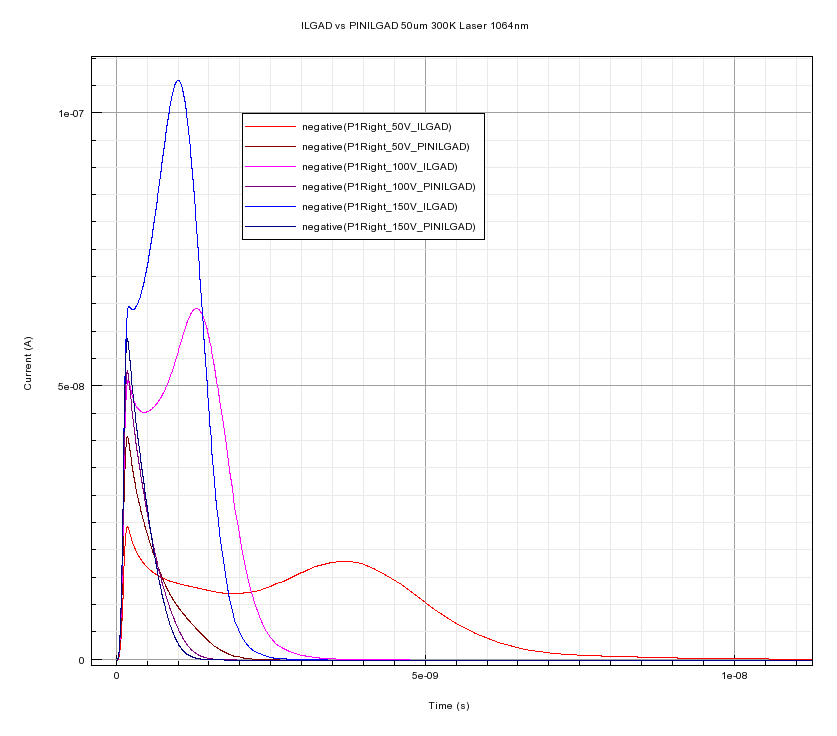 ILGAD vs PINILGAD 50um 300K Laser 1064nm
1e-07
negative(P1Right_50V_ILGAD)
negative(P1Right_50V_PINILGAD)
negative(P1Right_100V_ILGAD)
negative(P1Right_100V_PINILGAD)
negative(P1Right_150V_ILGAD)
negative(P1Right_150V_PINILGAD)
Current (A)
5e-08
0
0 5e-09 1e-08
Time (s)